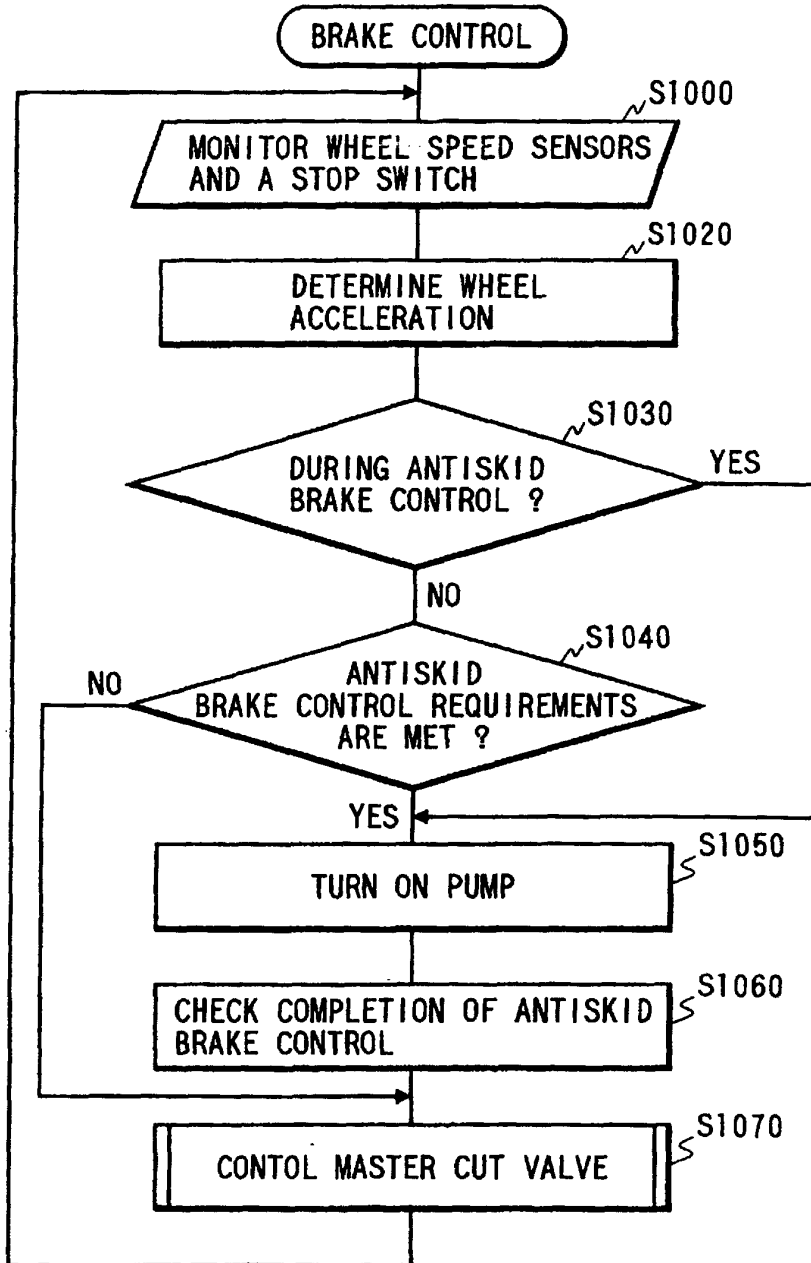 BRAKE CONTROL
S1000
MONITOR WHEEL SPEED SENSORS
AND A STOP SWITCH
S1020
DETERMINE WHEEL
ACCELERATION
S1030
DURING ANTISKID
BRAKE CONTROL ?
YES
NO
S1040
ANTISKID
BRAKE CONTROL REQUIREMENTS
ARE MET ?
NO
YES
S1050
TURN ON PUMP
S1060
CHECK COMPLETION OF ANTISKID
BRAKE CONTROL
S1070
CONTOL MASTER CUT VALVE